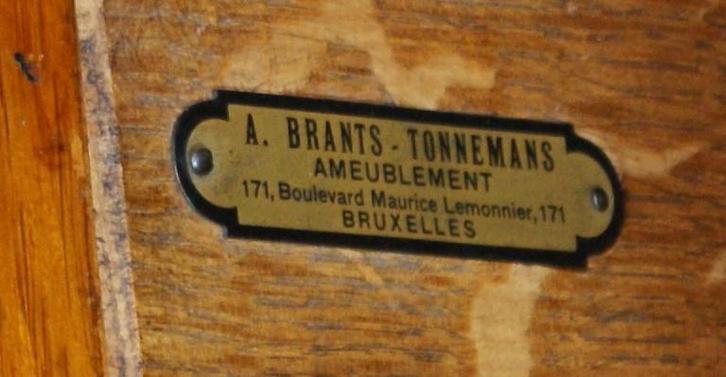 A. BRANTS - TONNEMANS
AMEUBLEMENT
171, Boulevard Maurice Lemonnier, 171
BRUXELLES